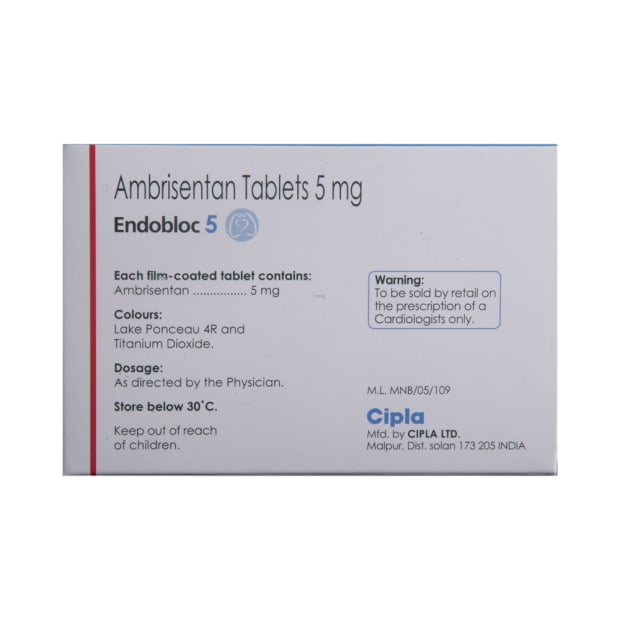 Ambrisentan Tablets 5 mg
Endobloc 5
Each film-coated tablet contains:
Ambrisentan ................ 5 mg
Colours:
Lake Ponceau 4R and
Titanium Dioxide.
Dosage:
As directed by the Physician.
Store below 30°C.
Keep out of reach
of children.
Warning:
To be sold by retail on
the prescription of a
Cardiologists only.
M.L. MNB/05/109
Cipla
Mfd. by CIPLA LTD.
Malpur, Dist. solan 173 205 INDIA